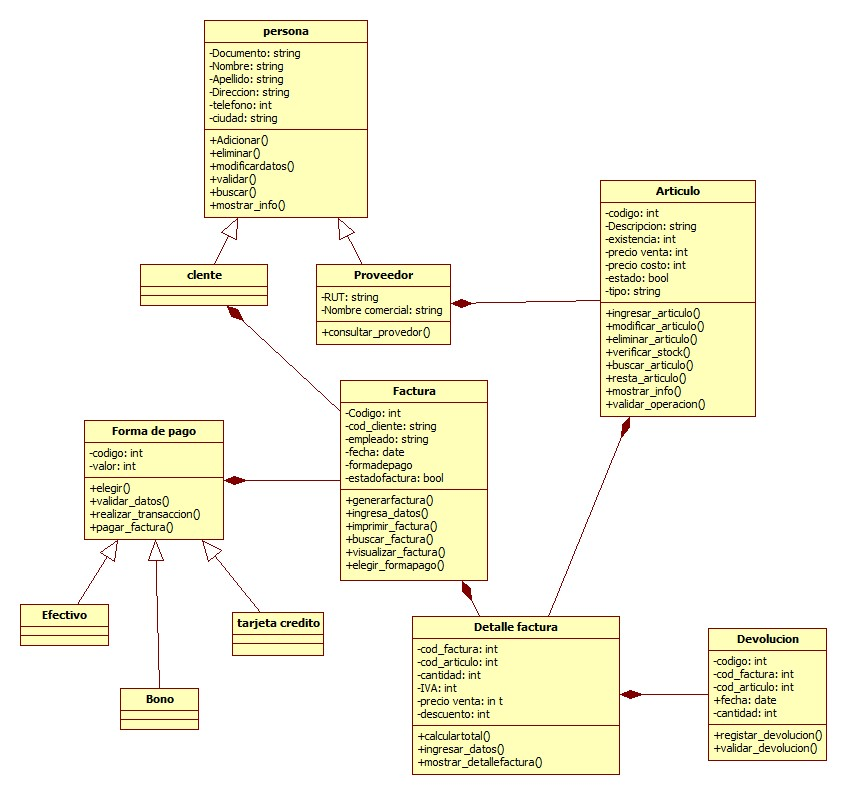 persona
-Documento: string
-Nombre: string
-Apellido: string
-Direccion: string
-telefono: int
-ciudad: string
+Adicionar()
+eliminar()
+modificardatos()
+validar()
+buscar()
+mostrar_info()
clente
Proveedor
-RUT: string
-Nombre comercial: string
+consultar_provedor()
Articulo
-codigo: int
-Descripcion: string
-existencia: int
-precio venta: int
-precio costo: int
-estado: bool
-tipo: string
+ingresar_articulo()
+modificar_articulo()
+eliminar_articulo()
+verificar_stock()
+buscar_articulo()
+resta_articulo()
+mostrar_info()
+validar_operacion()
Factura
-Codigo: int
-cod_cliente: string
-empleado: string
-fecha: date
-formadepago
-estadofactura: bool
+generarfactura()
+ingresa_datos()
+imprimir_factura()
+buscar_factura()
+visualizar_factura()
+elegir_formapago()
Forma de pago
-codigo: int
-valor: int
+elegir()
+validar_datos()
+realizar_transaccion()
+pagar_factura()
Efectivo
tarjeta credito
Bono
Detalle factura
-cod_factura: int
-cod_articulo: int
-cantidad: int
-IVA: int
-precio venta: in t
-descuento: int
+calculartotal()
+ingresar_datos()
+mostrar_detallefactura()
Devolucion
-codigo: int
-cod_factura: int
-cod_articulo: int
+fecha: date
-cantidad: int
+registar_devolucion()
+validar_devolucion()